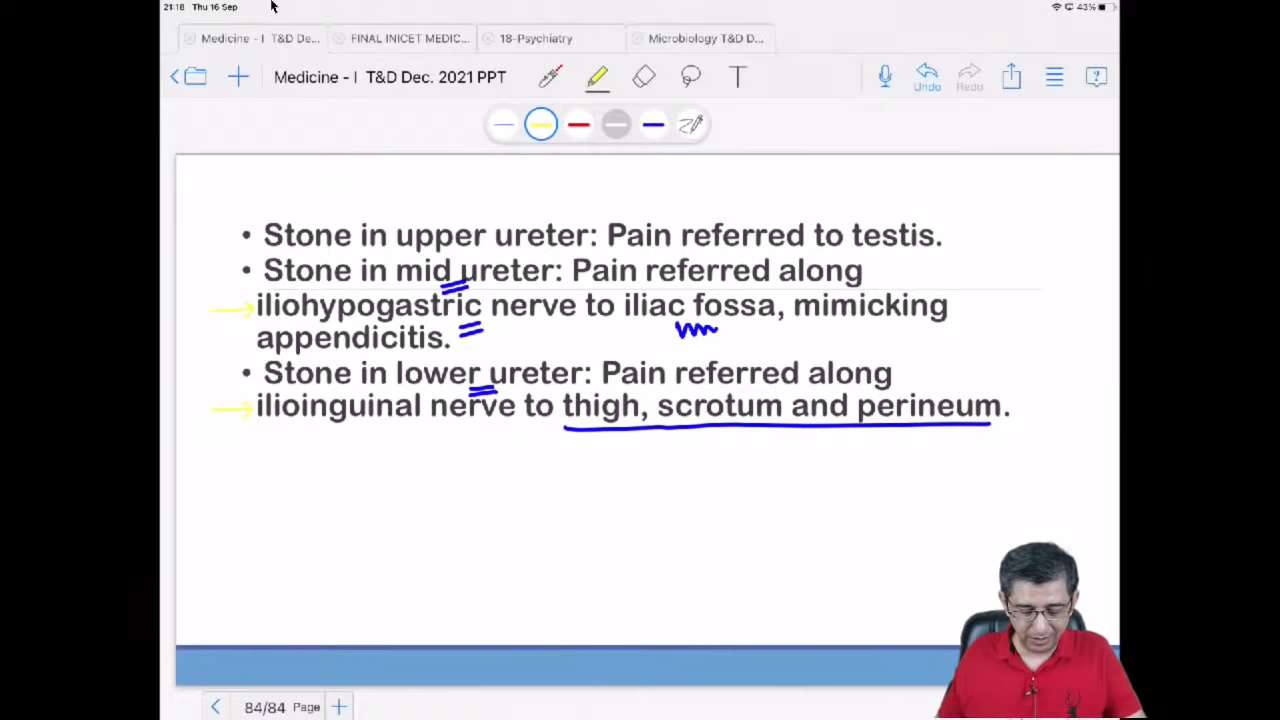 21:18 Thu 16 Sep
43%
Medicine - I T&D De...
FINAL INICET MEDIC...
18-Psychiatry
Microbiology T&D D...
Medicine - I T&D Dec. 2021 PPT
T
Undo
Redo
?
• Stone in upper ureter: Pain referred to testis.
• Stone in mid ureter: Pain referred along
iliohypogastric nerve to iliac fossa, mimicking
appendicitis.
• Stone in lower ureter: Pain referred along
ilioinguinal nerve to thigh, scrotum and perineum.
84/84 Page